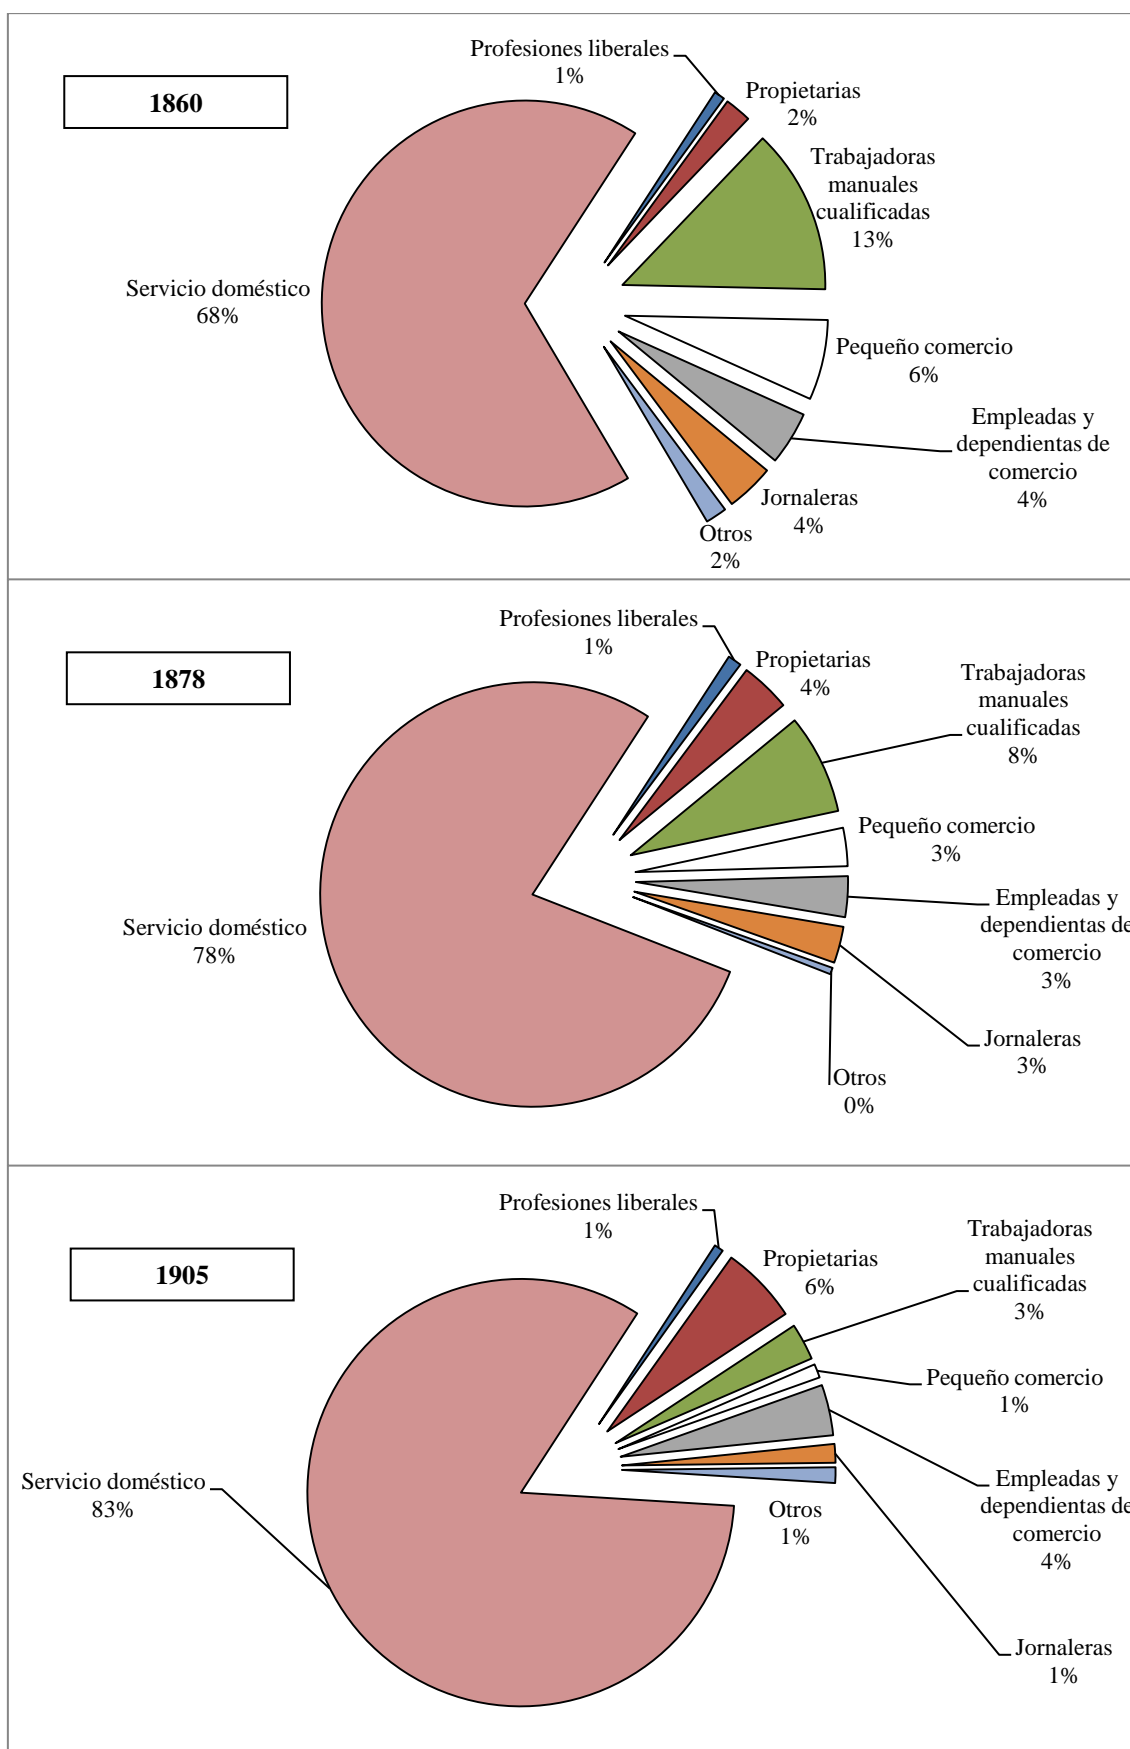 1860
Profesiones liberales
1%
Propietarias
2%
Trabajadoras
manuales
cualificadas
13%
Servicio doméstico
68%
Pequeño comercio
6%
Empleadas y
dependientas de
comercio
4%
Jornaleras
4%
Otros
2%
1878
Profesiones liberales
1%
Propietarias
4%
Trabajadoras
manuales
cualificadas
8%
Pequeño comercio
3%
Servicio doméstico
78%
Empleadas y
dependientas de
comercio
3%
Jornaleras
3%
Otros
0%
1905
Profesiones liberales
1%
Propietarias
6%
Trabajadoras
manuales
cualificadas
3%
Pequeño comercio
1%
Servicio doméstico
83%
Empleadas y
dependientas de
comercio
4%
Otros
1%
Jornaleras
1%